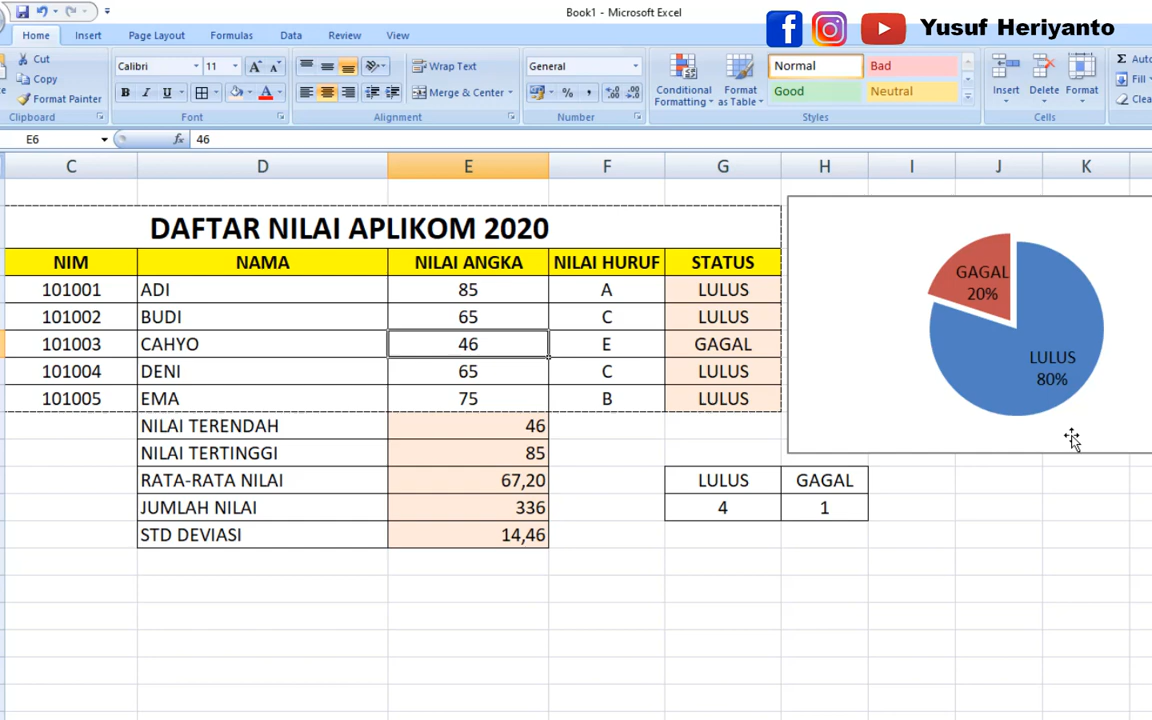 Book1 - Microsoft Excel
Yusuf Heriyanto
Home Insert Page Layout Formulas Data Review View
Cut
Copy
Format Painter
Calibri 11
Wrap Text
Merge & Center
General
Conditional Formatting
Format as Table
Normal Bad
Good Neutral
Insert Delete Format
Fill
Clipboard Font Alignment Number Styles Cells
E6 fx 46
C D E F G H I J K
DAFTAR NILAI APLIKOM 2020
NIM NAMA NILAI ANGKA NILAI HURUF STATUS
101001 ADI 85 A LULUS
101002 BUDI 65 C LULUS
101003 CAHYO 46 E GAGAL
101004 DENI 65 C LULUS
101005 EMA 75 B LULUS
NILAI TERENDAH 46
NILAI TERTINGGI 85
RATA-RATA NILAI 67,20
JUMLAH NILAI 336
STD DEVIASI 14,46
GAGAL
20%
LULUS
80%
LULUS GAGAL
4 1